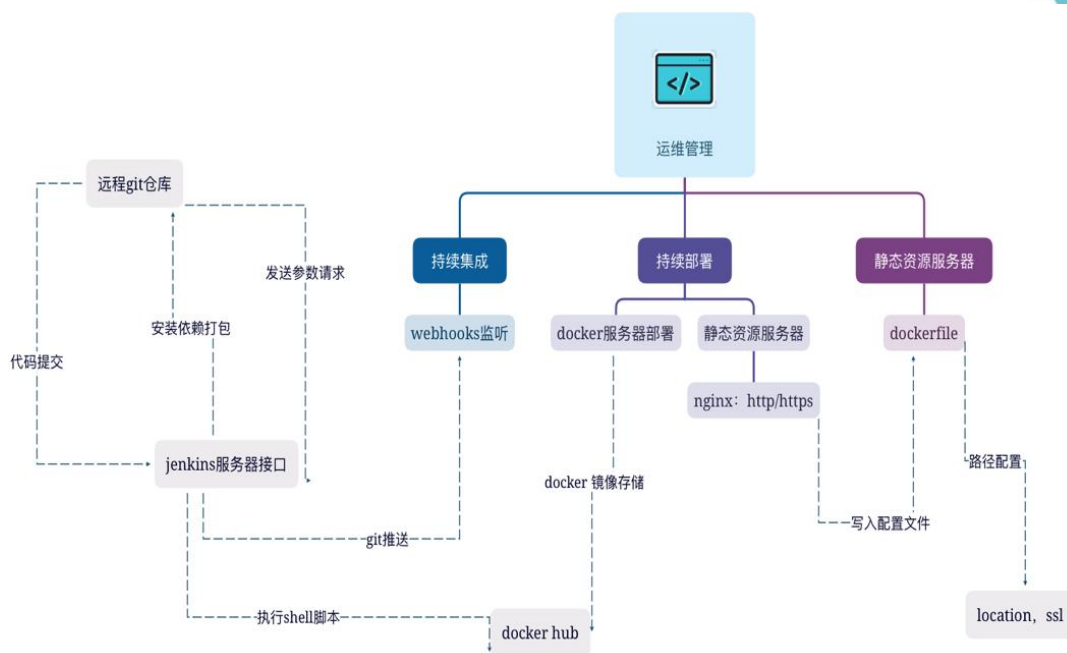 </>
运维管理
远程git仓库
持续集成
持续部署
静态资源服务器
发送参数请求
安装依赖打包
webhooks监听
docker服务器部署
静态资源服务器
dockerfile
代码提交
nginx：http/https
jenkins服务器接口
路径配置
docker 镜像存储
写入配置文件
git推送
执行shell脚本
docker hub
location，ssl